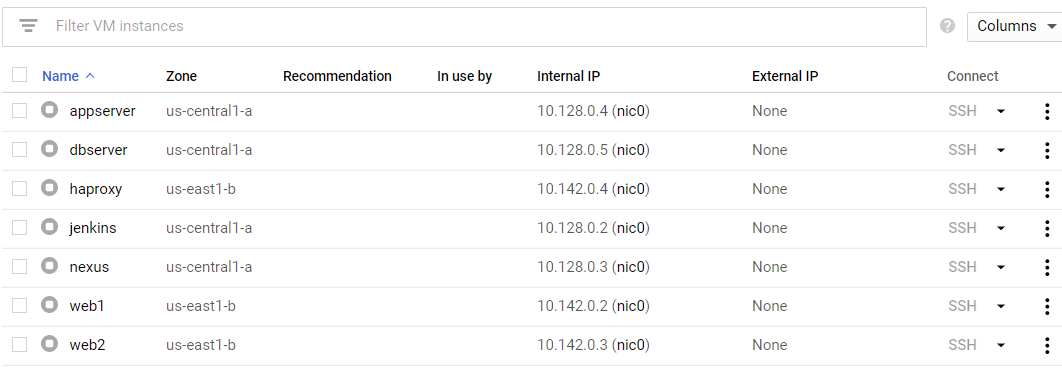 Filter VM instances ? Columns
Name Zone Recommendation In use by Internal IP External IP Connect
appserver us-central1-a 10.128.0.4 (nic0) None SSH
dbserver us-central1-a 10.128.0.5 (nic0) None SSH
haproxy us-east1-b 10.142.0.4 (nic0) None SSH
jenkins us-central1-a 10.128.0.2 (nic0) None SSH
nexus us-central1-a 10.128.0.3 (nic0) None SSH
web1 us-east1-b 10.142.0.2 (nic0) None SSH
web2 us-east1-b 10.142.0.3 (nic0) None SSH